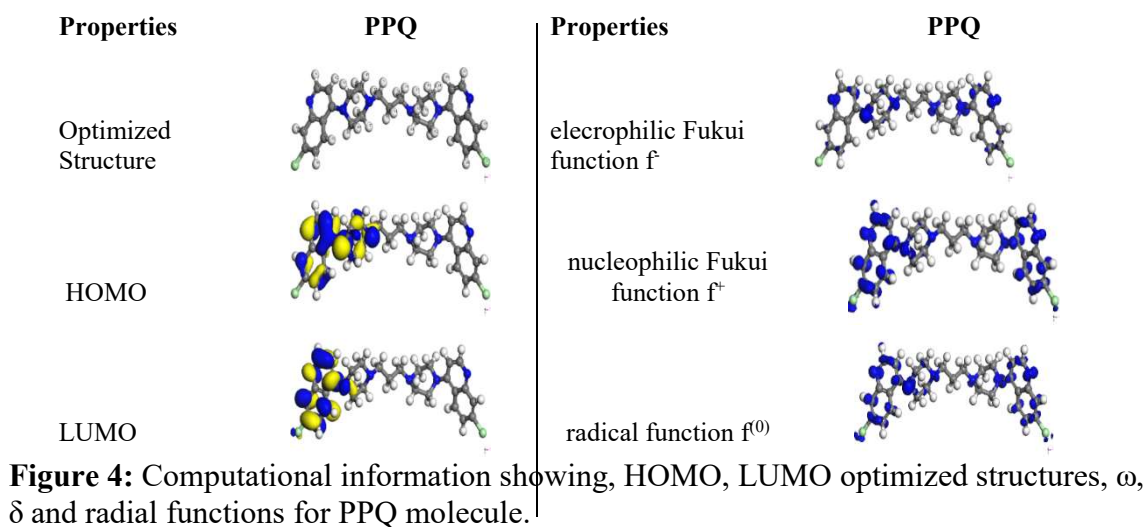 Properties PPQ Properties PPQ
Optimized
Structure
elecrophilic Fukui
function f-
HOMO
nucleophilic Fukui
function f+
LUMO
radical function f(0)
Figure 4: Computational information showing, HOMO, LUMO optimized structures, ω,
δ and radial functions for PPQ molecule.